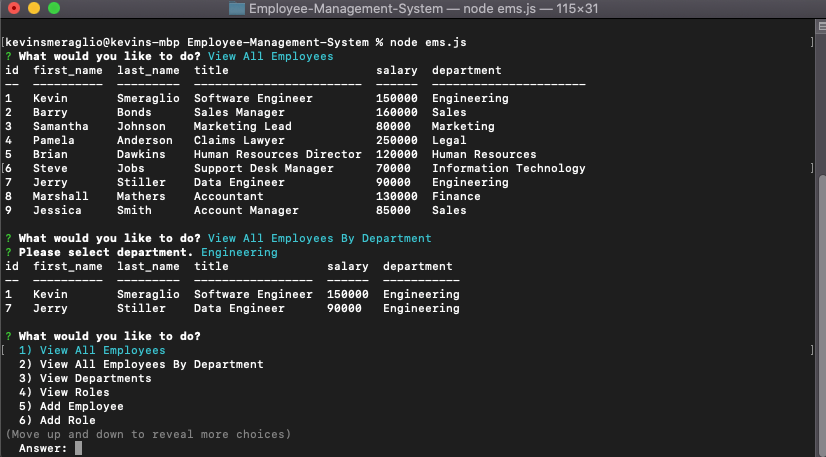 Employee-Management-System — node ems.js — 115×31
[kevinsmeraglio@kevins-mbp Employee-Management-System % node ems.js ]
? What would you like to do? View All Employees
id  first_name  last_name  title                     salary  department
--  ----------  ---------  ------------------------  ------  ----------------------
1   Kevin       Smeraglio  Software Engineer         150000  Engineering
2   Barry       Bonds      Sales Manager             160000  Sales
3   Samantha    Johnson    Marketing Lead            80000   Marketing
4   Pamela      Anderson   Claims Lawyer             250000  Legal
5   Brian       Dawkins    Human Resources Director  120000  Human Resources
[6   Steve       Jobs       Support Desk Manager      70000   Information Technology ]
7   Jerry       Stiller    Data Engineer             90000   Engineering
8   Marshall    Mathers    Accountant                130000  Finance
9   Jessica     Smith      Account Manager           85000   Sales
? What would you like to do? View All Employees By Department
? Please select department. Engineering
id  first_name  last_name  title              salary  department
--  ----------  ---------  -----------------  ------  -----------
1   Kevin       Smeraglio  Software Engineer  150000  Engineering
7   Jerry       Stiller    Data Engineer      90000   Engineering
? What would you like to do?
[ 1) View All Employees ]
2) View All Employees By Department
3) View Departments
4) View Roles
5) Add Employee
6) Add Role
(Move up and down to reveal more choices)
Answer: